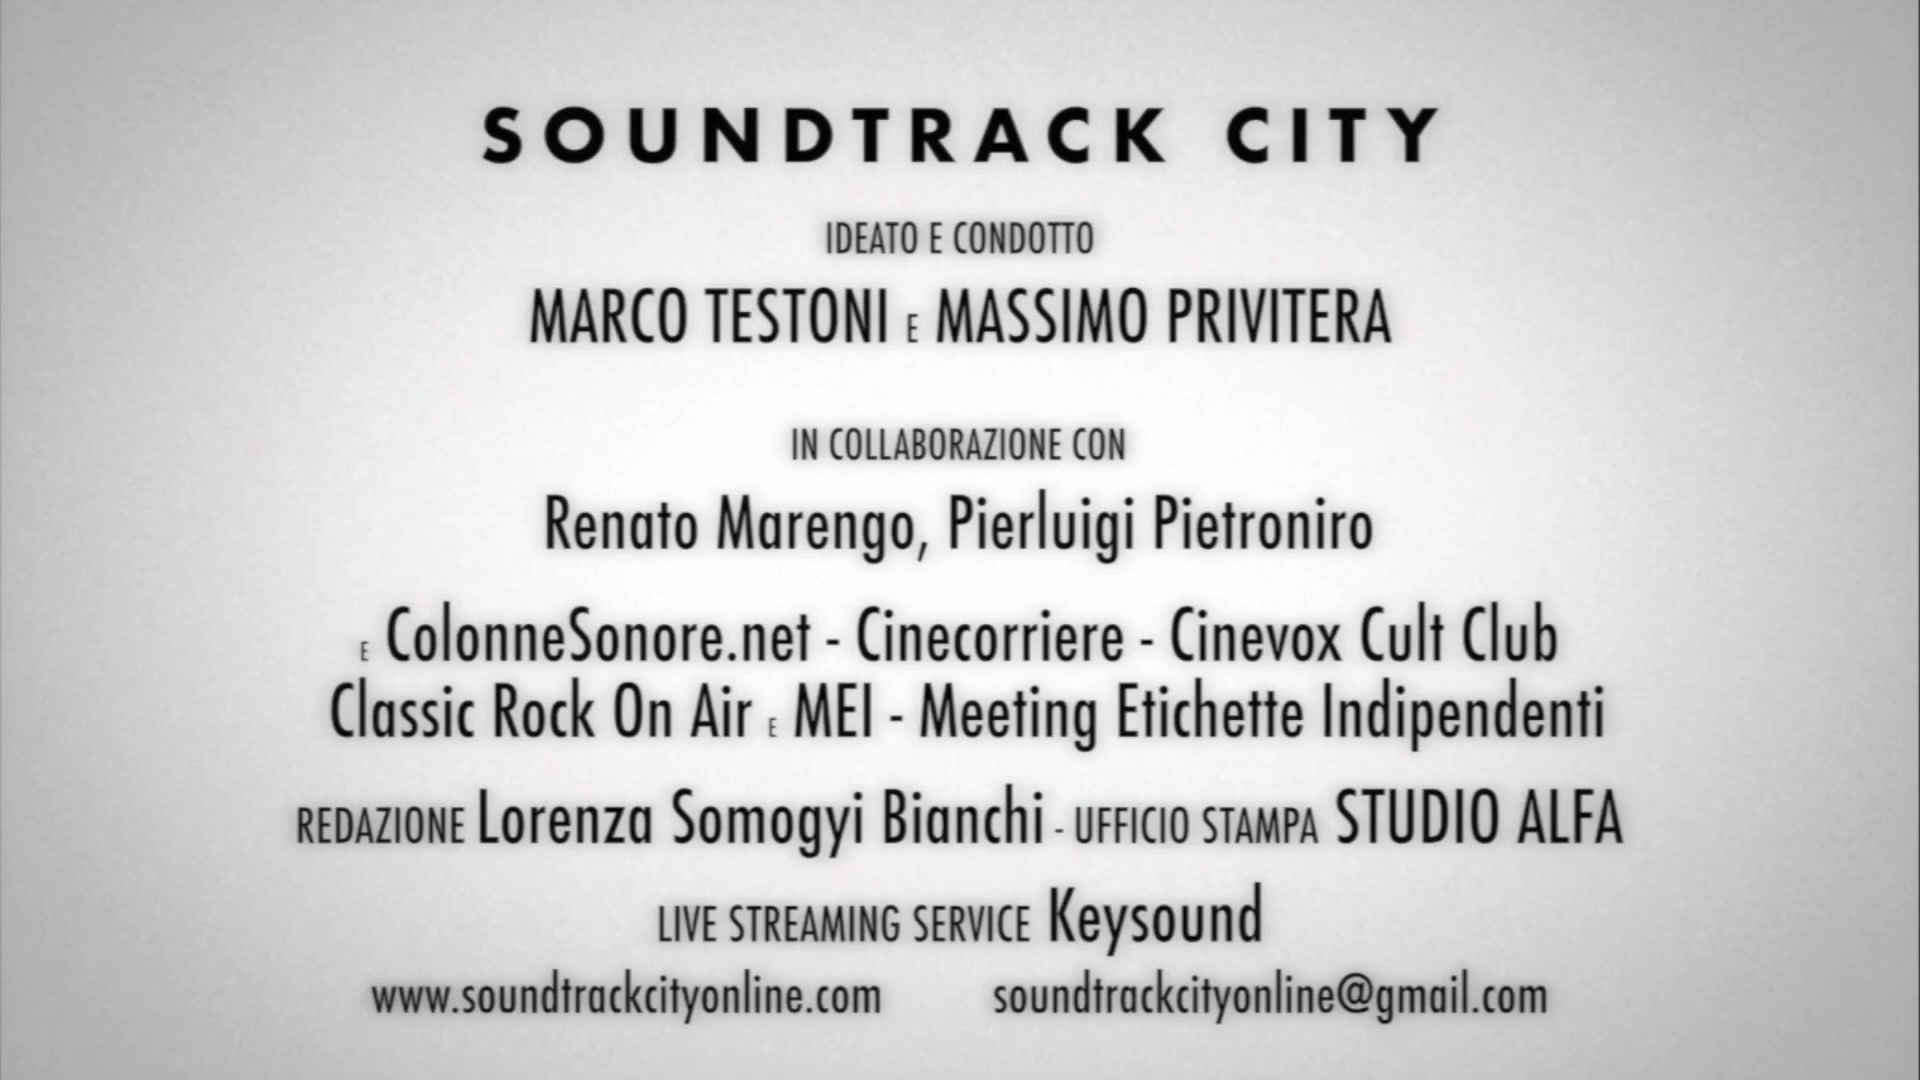 SOUNDTRACK CITY
IDEATO E CONDOTTO
MARCO TESTONI E MASSIMO PRIVITERA
IN COLLABORAZIONE CON
Renato Marengo, Pierluigi Pietroniro
E ColonneSonore.net - Cinecorriere - Cinevox Cult Club
Classic Rock On Air E MEI - Meeting Etichette Indipendenti
REDAZIONE Lorenza Somogyi Bianchi - UFFICIO STAMPA STUDIO ALFA
LIVE STREAMING SERVICE Keysound
www.soundtrackcityonline.com soundtrackcityonline@gmail.com